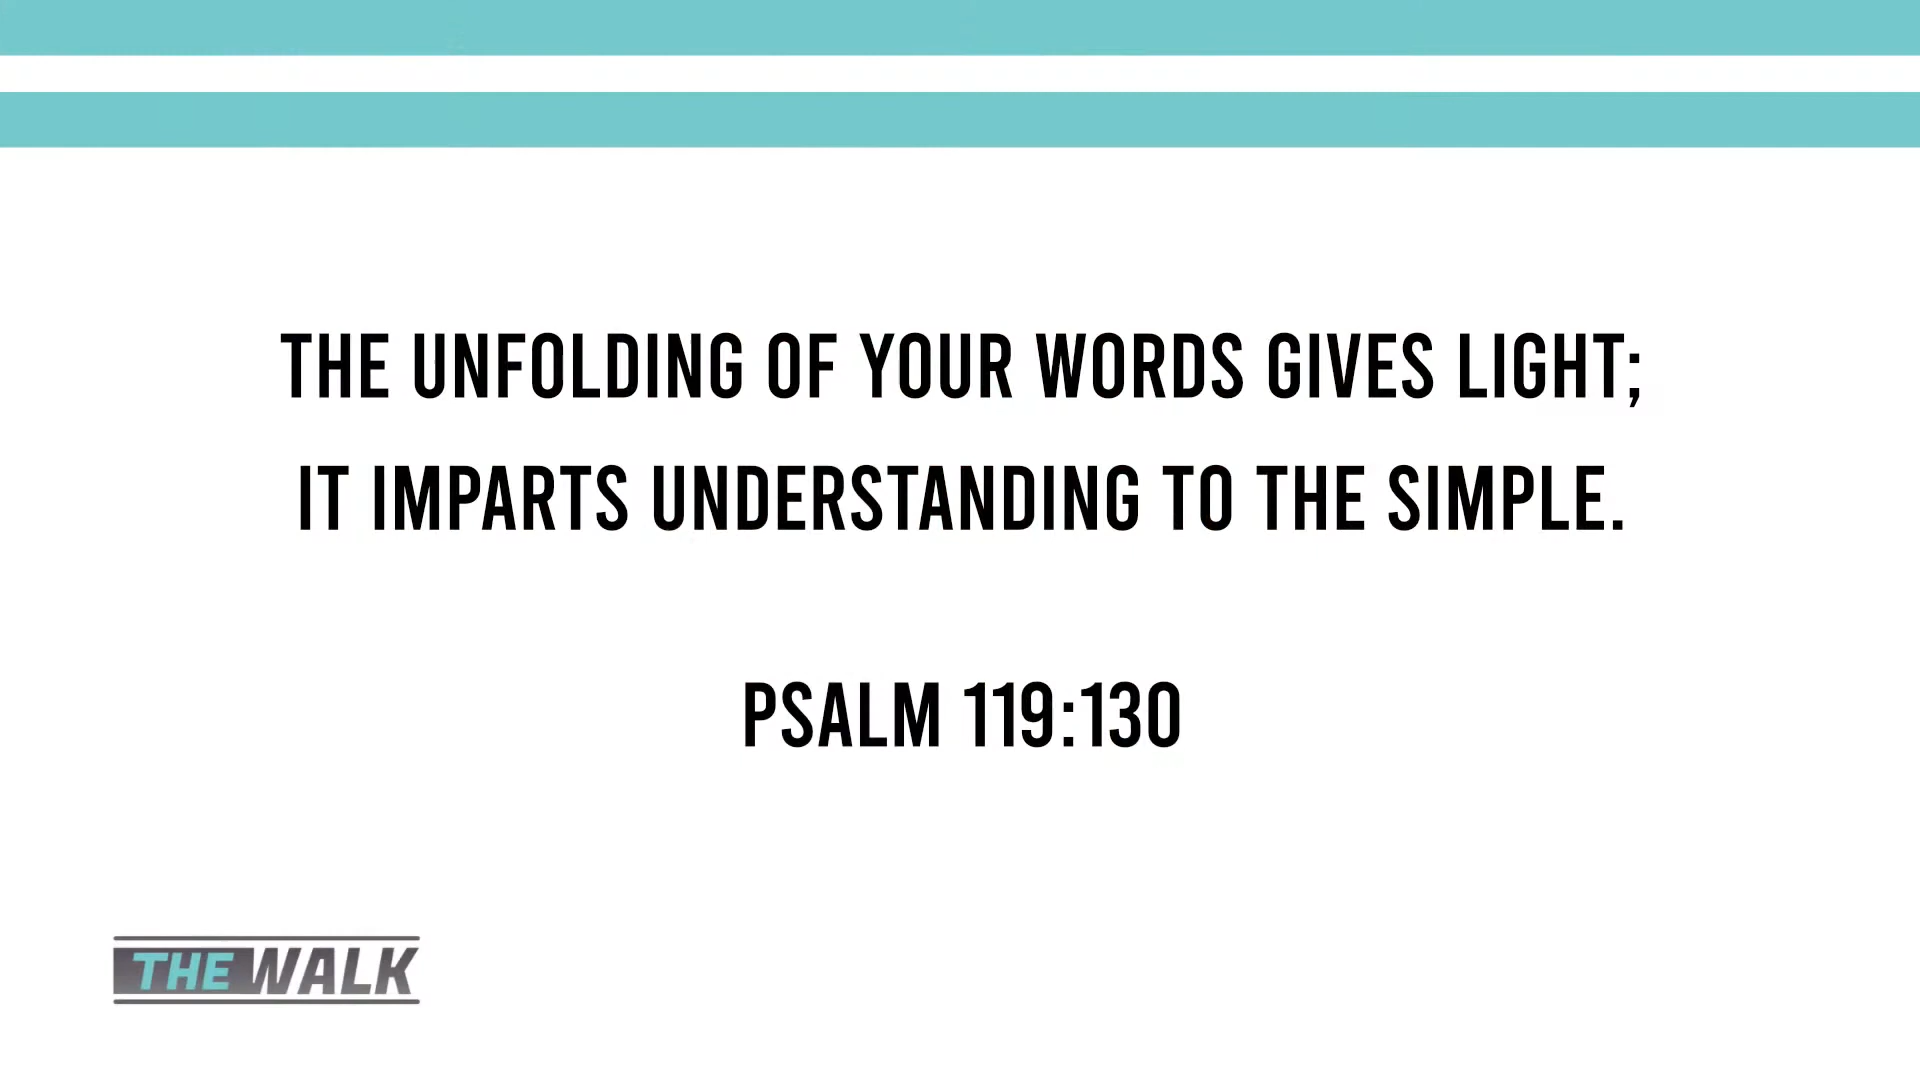 THE UNFOLDING OF YOUR WORDS GIVES LIGHT;
IT IMPARTS UNDERSTANDING TO THE SIMPLE.
PSALM 119:130
THE WALK